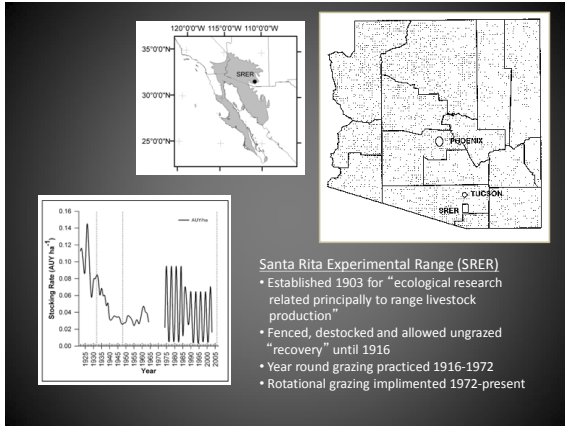 120°0'0"W 115°0'0"W 110°0'0"W
35°0'0"N
SRER
30°0'0"N
25°0'0"N
PHOENIX
TUCSON
SRER
AUY/ha
Stocking Rate (AUY ha⁻¹)
0.16
0.14
0.12
0.10
0.08
0.06
0.04
0.02
0.00
1925 1930 1935 1940 1945 1950 1955 1960 1965 1970 1975 1980 1985 1990 1995 2000 2005
Year
Santa Rita Experimental Range (SRER)
• Established 1903 for “ecological research
related principally to range livestock
production”
• Fenced, destocked and allowed ungrazed
“recovery” until 1916
• Year round grazing practiced 1916-1972
• Rotational grazing implimented 1972-present